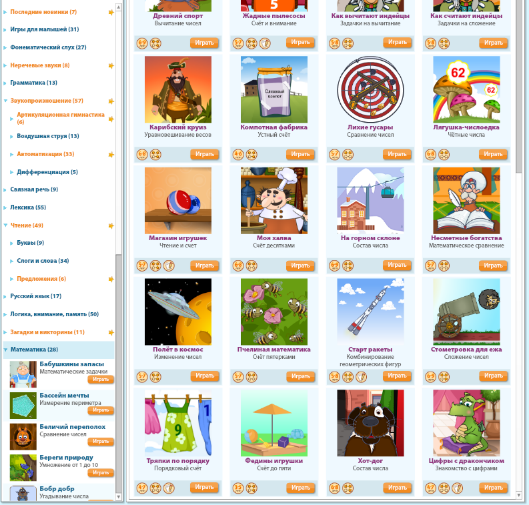 Последние новинки (7)
Игры для малышей (31)
Фонематический слух (27)
Неречевые звуки (8)
Грамматика (13)
Звукопроизношение (57)
Артикуляционная гимнастика
(6)
Воздушная струя (13)
Автоматизация (33)
Дифференциация (5)
Связная речь (9)
Лексика (55)
Чтение (49)
Буквы (9)
Слоги и слова (34)
Предложения (6)
Русский язык (17)
Логика, внимание, память (50)
Загадки и викторины (11)
Математика (28)
Бабушкины запасы
Математические задачи
Играть
Бассейн мечты
Измерение периметра
Играть
Величий переполох
Сравнение чисел
Играть
Береги природу
Умножение от 1 до 10
Играть
Бобр добр
Угадывание числа
5
Древний спорт
Вычитание чисел
Играть
Жадные пылесосы
Счёт и внимание
Играть
Как вычитают индейцы
Задачки на вычитание
Играть
Как считают индейцы
Задачки на сложение
Играть
62
62
Карибский круиз
Уравновешивание весов
Играть
Компотная фабрика
Устный счёт
Играть
Лихие гусары
Сравнение чисел
Играть
Лягушка-числоедка
Чётные числа
Играть
Магазин игрушек
Чтение и счет
Играть
Моя халва
Счёт десятками
Играть
На горном склоне
Состав числа
Играть
Несметные богатства
Математическое сравнение
Играть
Полёт в космос
Изменение чисел
Играть
Пчелиная математика
Счёт пятерками
Играть
Старт ракеты
Комбинирование
геометрических фигур
Играть
Стометровка для ежа
Сложение чисел
Играть
9
1
Тряпки по порядку
Порядковый счёт
Играть
Федины игрушки
Счёт до пяти
Играть
Хот-дог
Состав числа
Играть
Цифры с дракончиком
Знакомство с цифрами
Играть